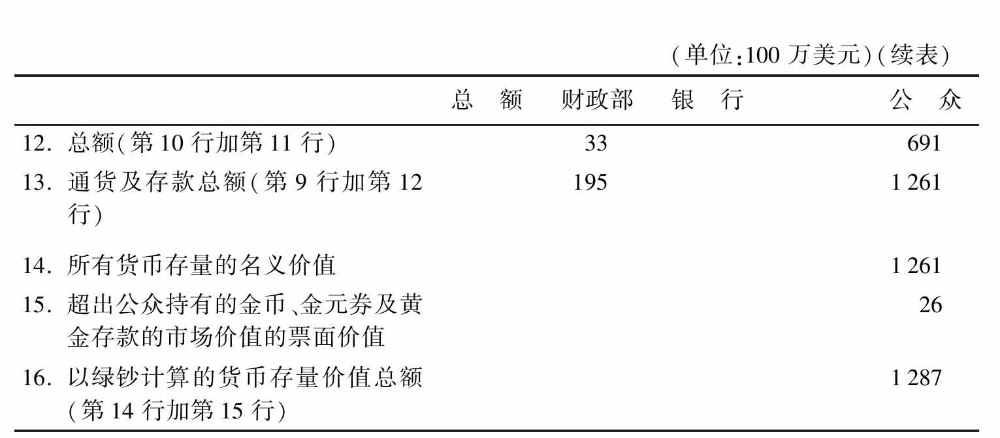 (单位:100 万美元)(续表)
总 额 财政部 银 行 公 众
12. 总额(第 10 行加第 11 行) 33 691
13. 通货及存款总额(第 9 行加第 12 195 1 261
行)
14. 所有货币存量的名义价值 1 261
15. 超出公众持有的金币、金元券及黄 26
金存款的市场价值的票面价值
16. 以绿钞计算的货币存量价值总额 1 287
(第 14 行加第 15 行)